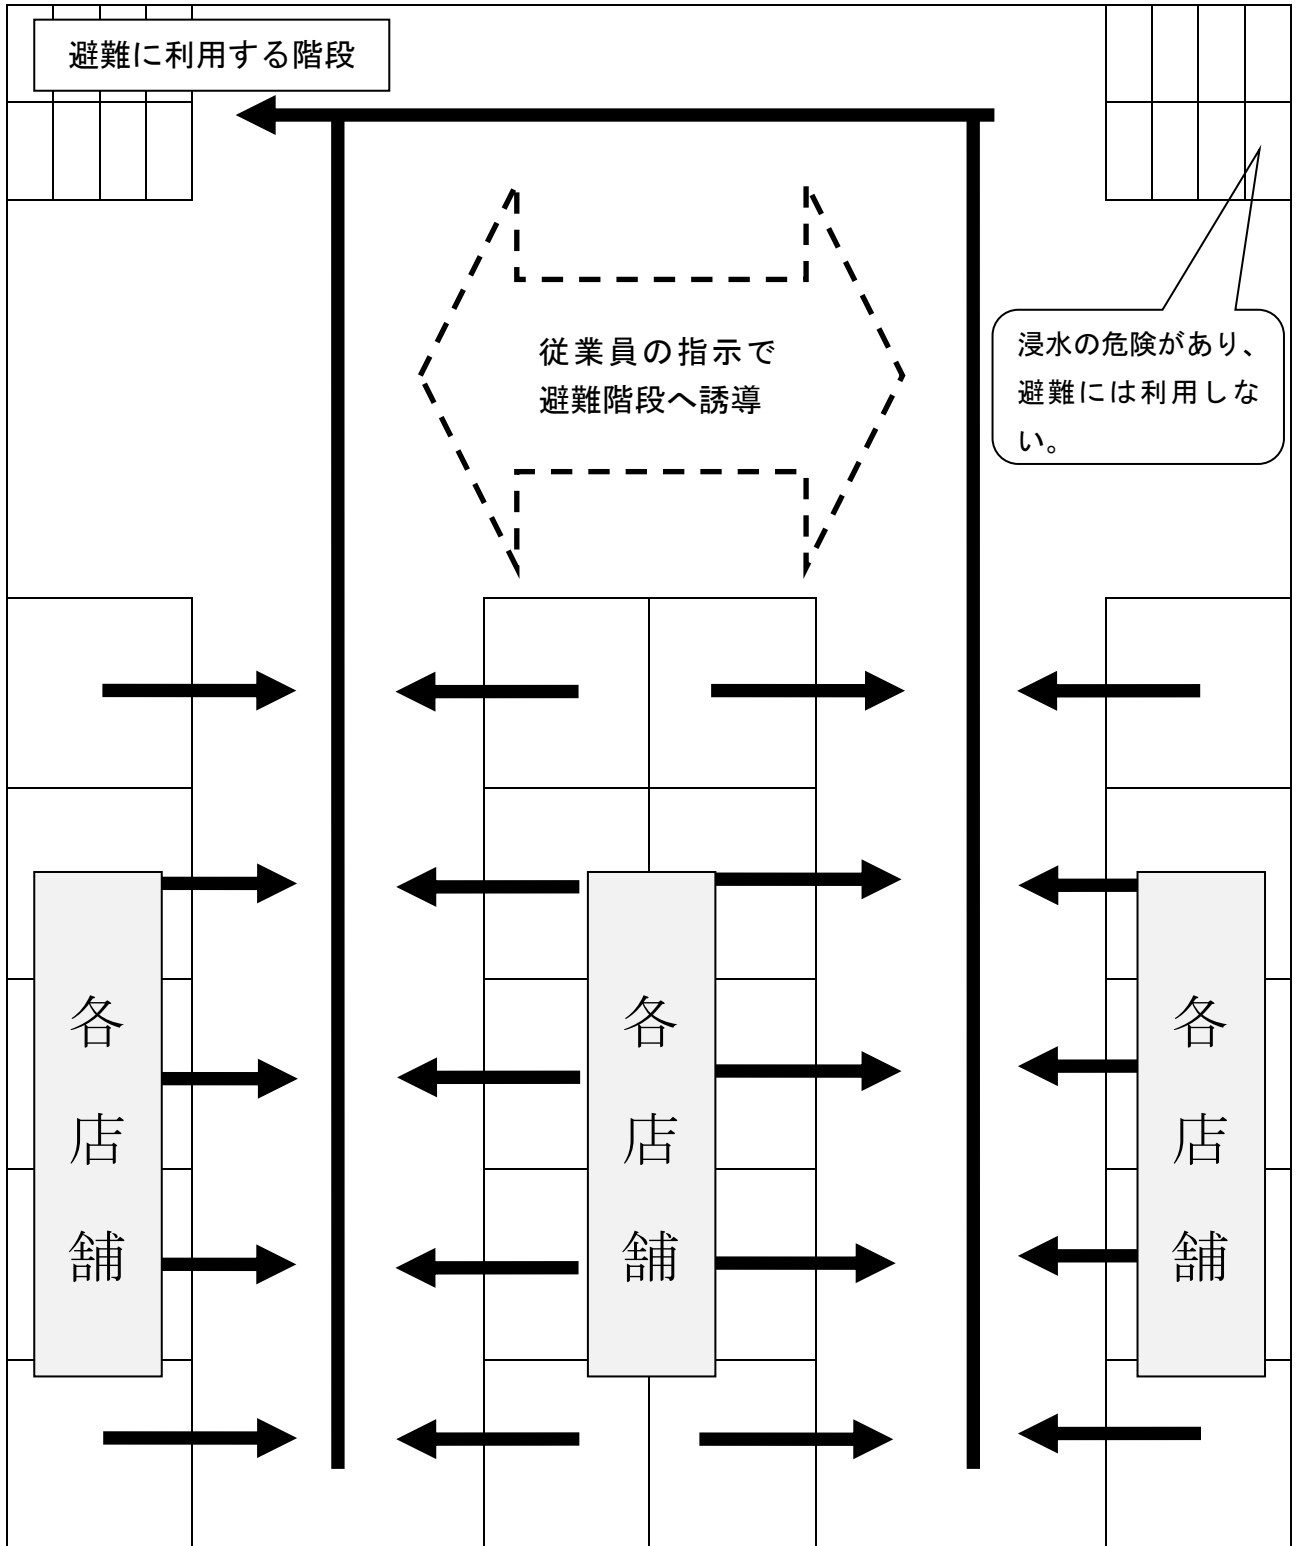 避難に利用する階段
従業員の指示で
避難階段へ誘導
浸水の危険があり、
避難には利用しな
い。
各店舗
各店舗
各店舗